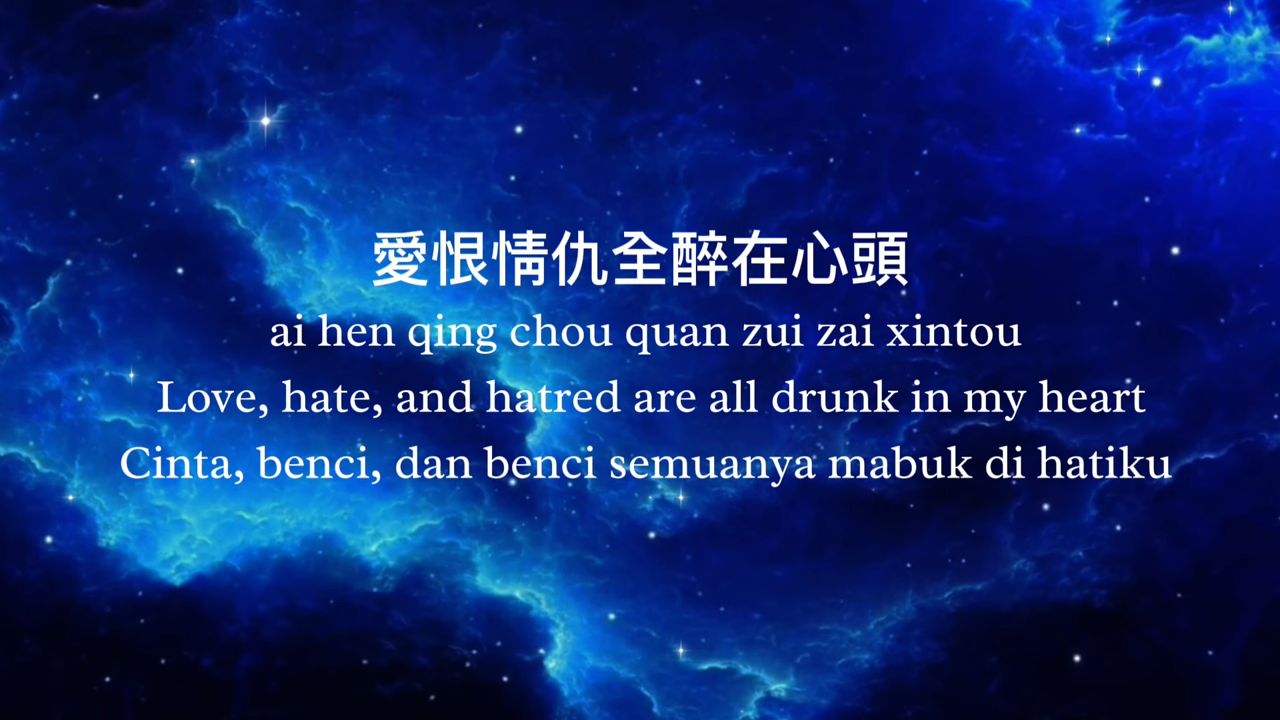 愛恨情仇全醉在心頭
ai hen qing chou quan zui zai xintou
Love, hate, and hatred are all drunk in my heart
Cinta, benci, dan benci semuanya mabuk di hatiku